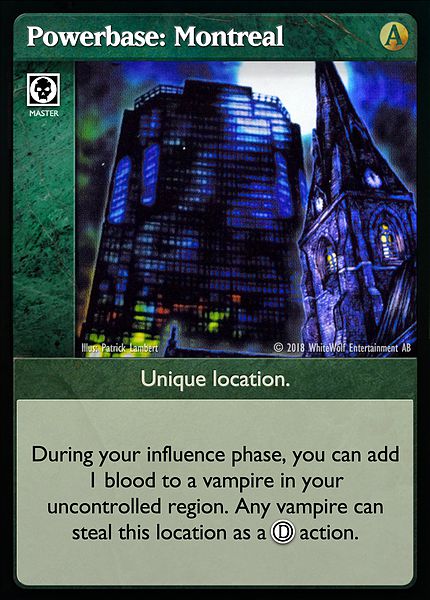 Powerbase: Montreal
A
MASTER
Illus: Patrick Lambert
© 2018 WhiteWolf Entertainment AB
Unique location.
During your influence phase, you can add
1 blood to a vampire in your
uncontrolled region. Any vampire can
steal this location as a Ⓓ action.